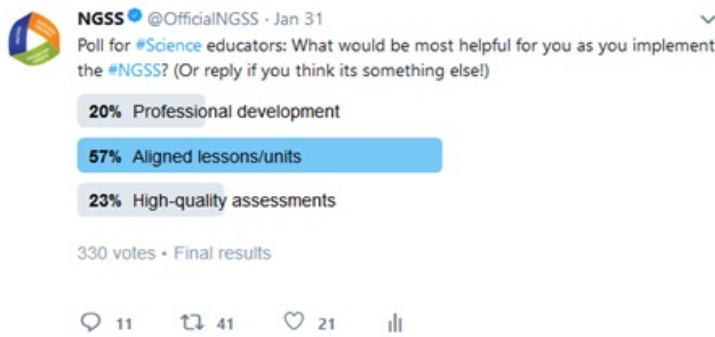 NGSS @OfficialNGSS · Jan 31
Poll for #Science educators: What would be most helpful for you as you implement
the #NGSS? (Or reply if you think its something else!)
20% Professional development
57% Aligned lessons/units
23% High-quality assessments
330 votes • Final results
11 41 21